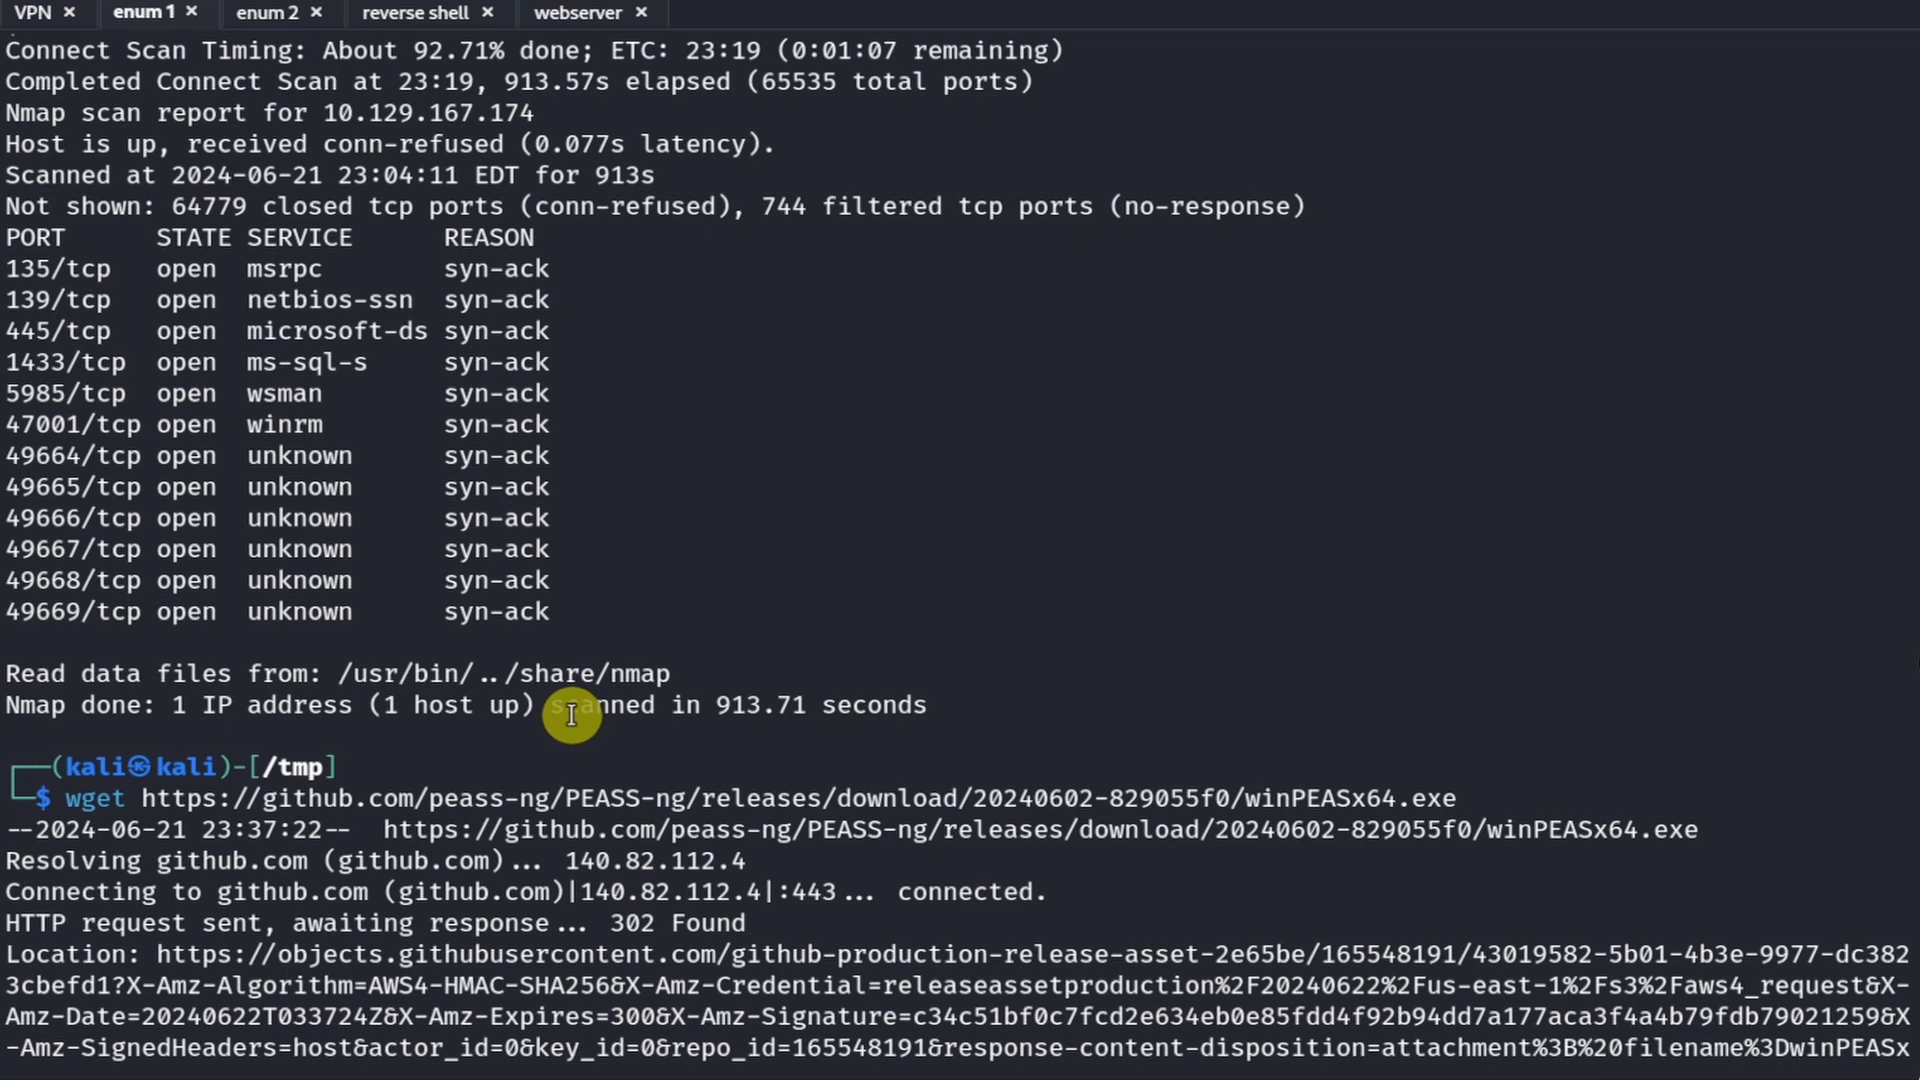 VPN × enum 1 × enum 2 × reverse shell × webserver ×
Connect Scan Timing: About 92.71% done; ETC: 23:19 (0:01:07 remaining)
Completed Connect Scan at 23:19, 913.57s elapsed (65535 total ports)
Nmap scan report for 10.129.167.174
Host is up, received conn-refused (0.077s latency).
Scanned at 2024-06-21 23:04:11 EDT for 913s
Not shown: 64779 closed tcp ports (conn-refused), 744 filtered tcp ports (no-response)
PORT      STATE SERVICE      REASON
135/tcp   open  msrpc        syn-ack
139/tcp   open  netbios-ssn  syn-ack
445/tcp   open  microsoft-ds syn-ack
1433/tcp  open  ms-sql-s     syn-ack
5985/tcp  open  wsman        syn-ack
47001/tcp open  winrm        syn-ack
49664/tcp open  unknown      syn-ack
49665/tcp open  unknown      syn-ack
49666/tcp open  unknown      syn-ack
49667/tcp open  unknown      syn-ack
49668/tcp open  unknown      syn-ack
49669/tcp open  unknown      syn-ack
Read data files from: /usr/bin/../share/nmap
Nmap done: 1 IP address (1 host up) scanned in 913.71 seconds
┌──(kali㉿kali)-[/tmp]
└─$ wget https://github.com/peass-ng/PEASS-ng/releases/download/20240602-829055f0/winPEASx64.exe
--2024-06-21 23:37:22--  https://github.com/peass-ng/PEASS-ng/releases/download/20240602-829055f0/winPEASx64.exe
Resolving github.com (github.com)... 140.82.112.4
Connecting to github.com (github.com)|140.82.112.4|:443... connected.
HTTP request sent, awaiting response... 302 Found
Location: https://objects.githubusercontent.com/github-production-release-asset-2e65be/165548191/43019582-5b01-4b3e-9977-dc382
3cbefd1?X-Amz-Algorithm=AWS4-HMAC-SHA256&X-Amz-Credential=releaseassetproduction%2F20240622%2Fus-east-1%2Fs3%2Faws4_request&X-
Amz-Date=20240622T033724Z&X-Amz-Expires=300&X-Amz-Signature=c34c51bf0c7fcd2e634eb0e85fdd4f92b94dd7a177aca3f4a4b79fdb79021259&X
-Amz-SignedHeaders=host&actor_id=0&key_id=0&repo_id=165548191&response-content-disposition=attachment%3B%20filename%3DwinPEASx